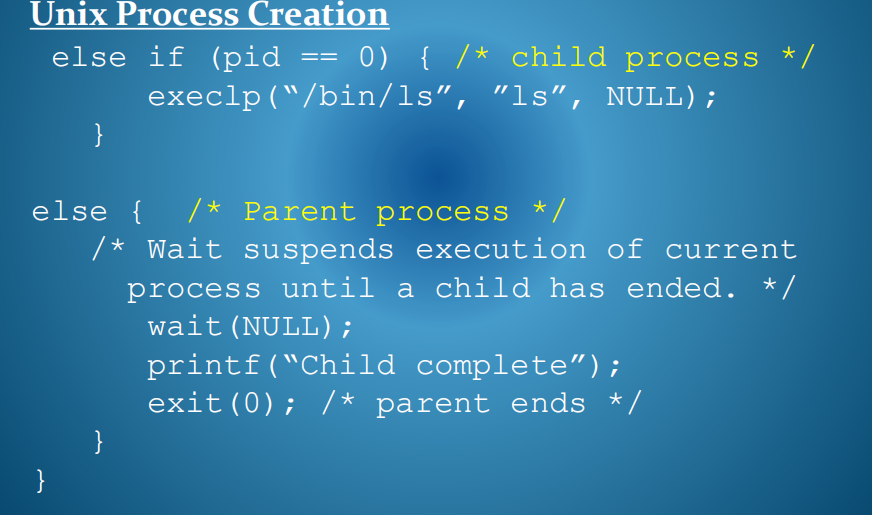 Unix Process Creation
else if (pid == 0) { /* child process */
execlp(“/bin/ls”, ”ls”, NULL);
}
else { /* Parent process */
/* Wait suspends execution of current
process until a child has ended. */
wait(NULL);
printf(“Child complete”);
exit(0); /* parent ends */
}
}